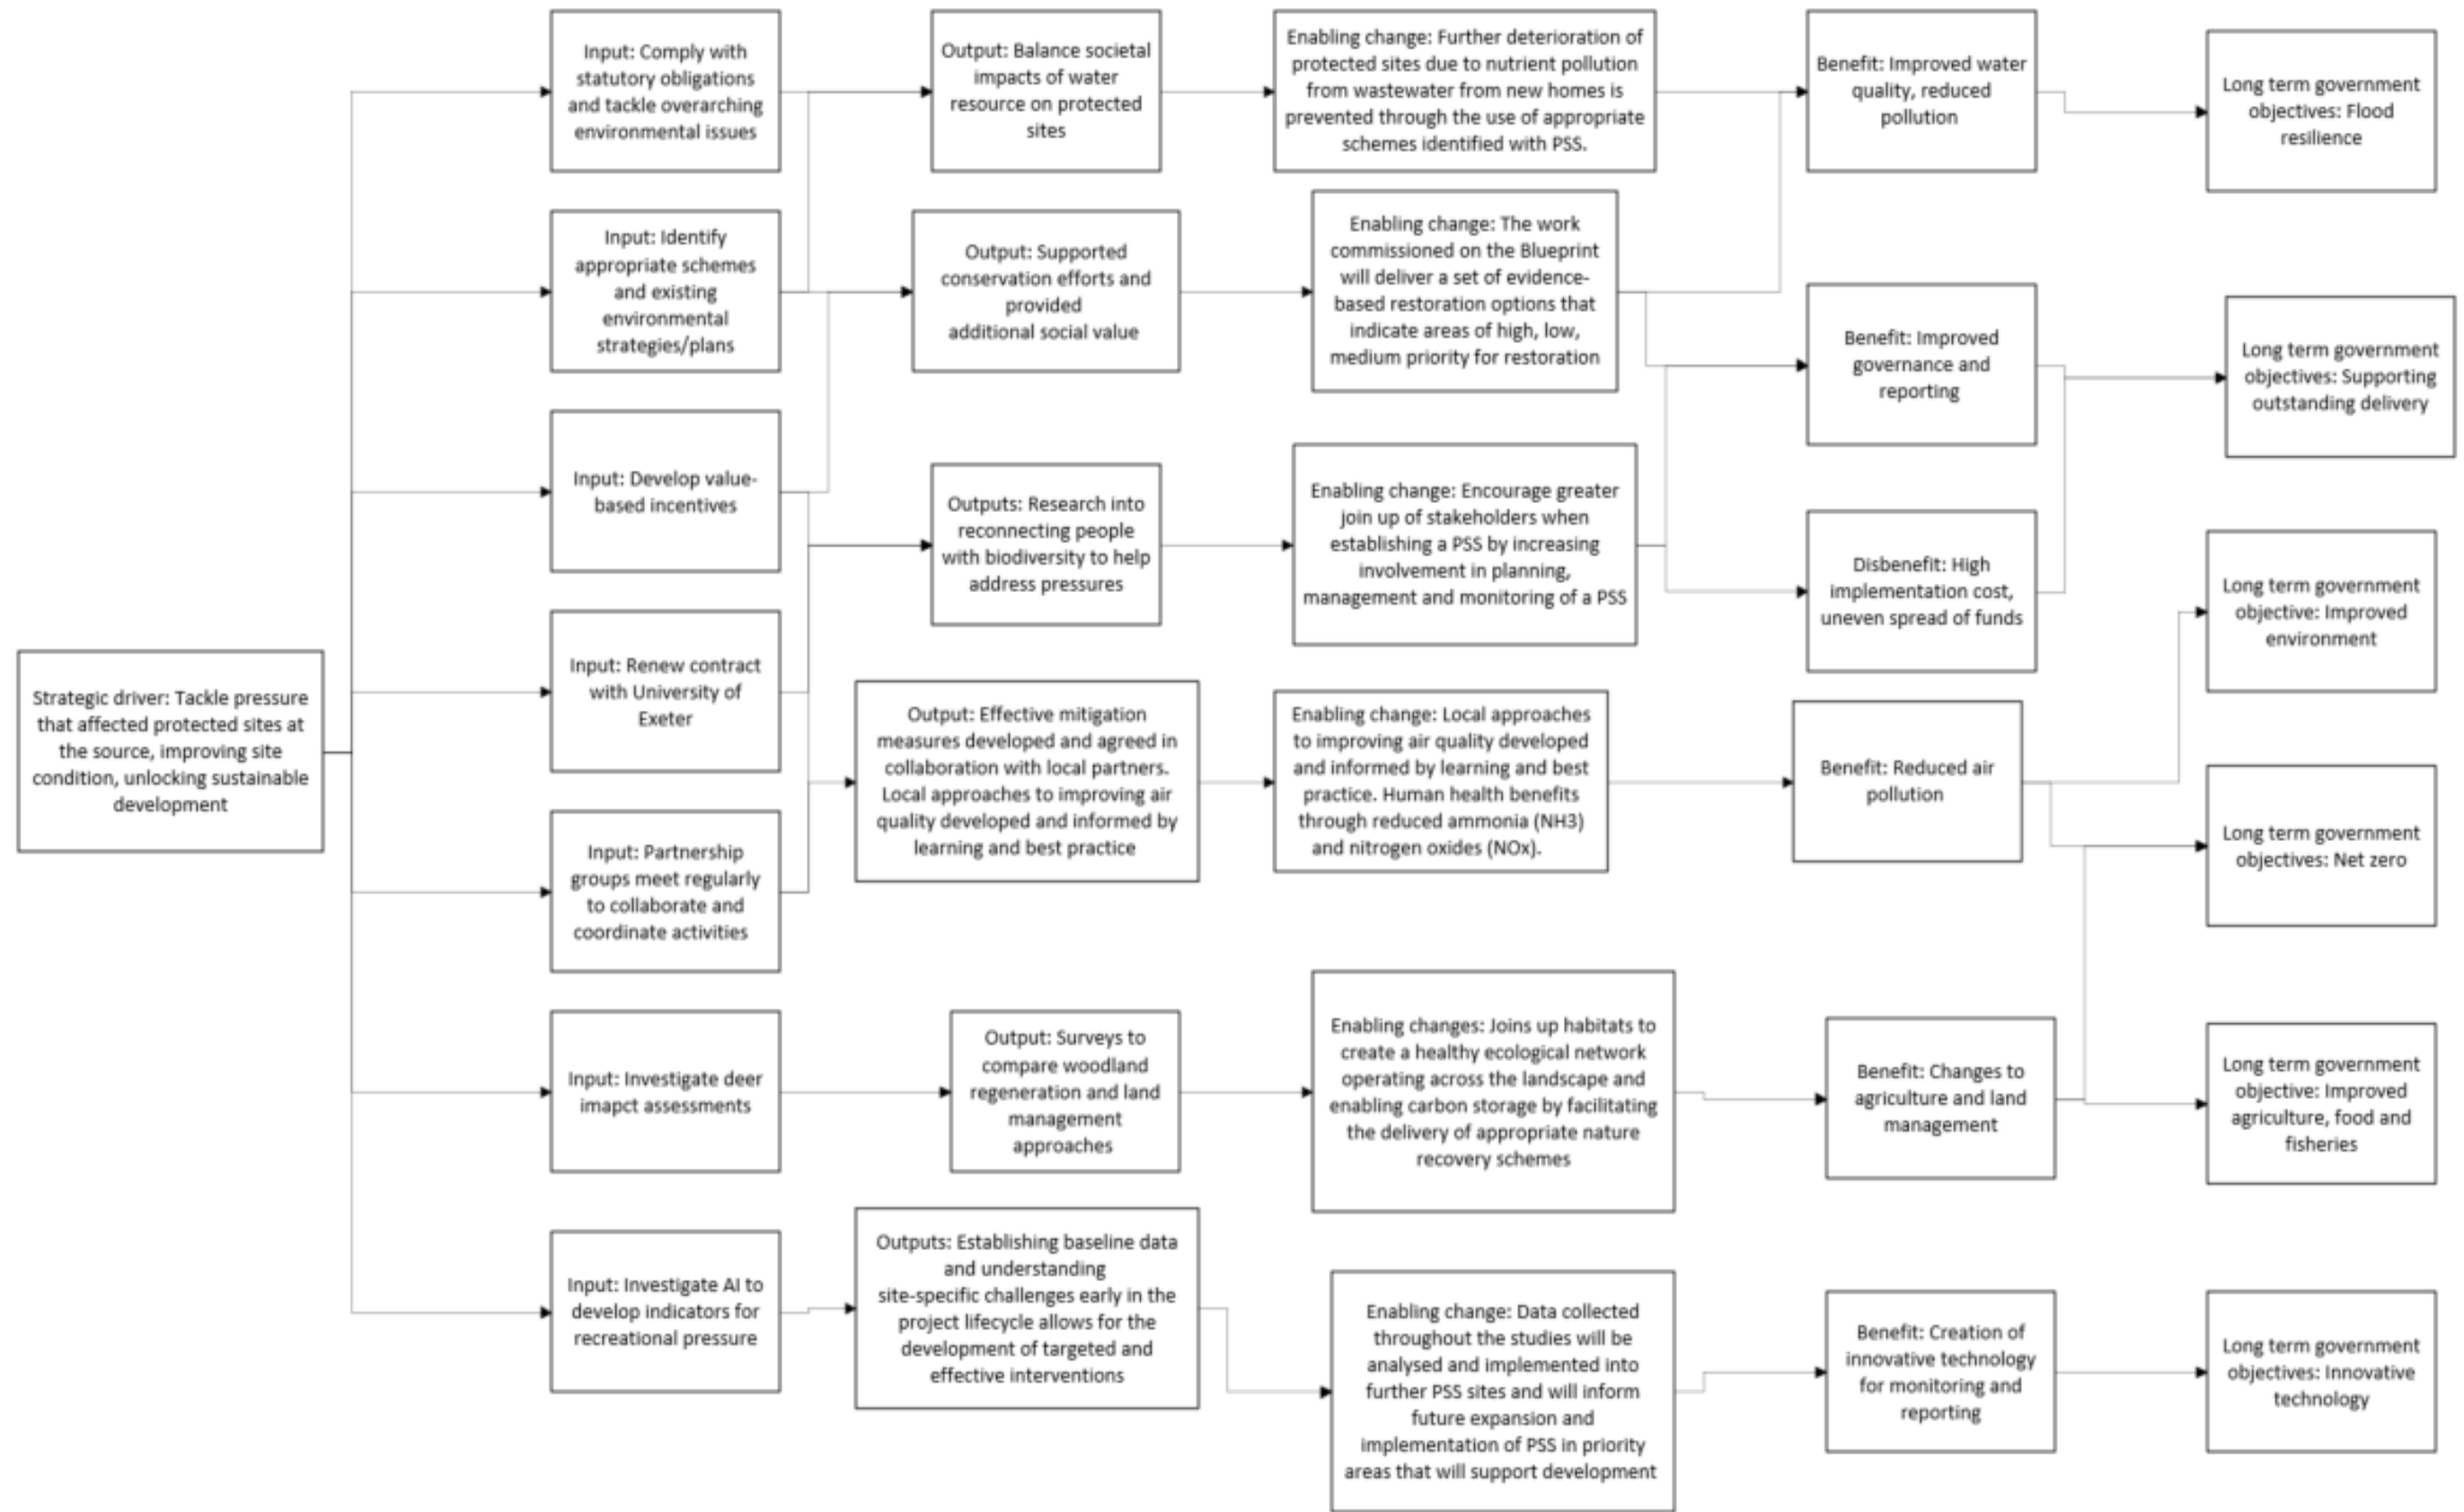 Strategic driver: Tackle pressure
that affected protected sites at
the source, improving site
condition, unlocking sustainable
development
Input: Comply with
statutory obligations
and tackle overarching
environmental issues
Input: Identify
appropriate schemes
and existing
environmental
strategies/plans
Input: Develop value-
based incentives
Input: Renew contract
with University of
Exeter
Input: Partnership
groups meet regularly
to collaborate and
coordinate activities
Input: Investigate deer
imapct assessments
Input: Investigate AI to
develop indicators for
recreational pressure
Output: Balance societal
impacts of water
resource on protected
sites
Output: Supported
conservation efforts and
provided
additional social value
Outputs: Research into
reconnecting people
with biodiversity to help
address pressures
Output: Effective mitigation
measures developed and agreed in
collaboration with local partners.
Local approaches to improving air
quality developed and informed by
learning and best practice
Output: Surveys to
compare woodland
regeneration and land
management
approaches
Outputs: Establishing baseline data
and understanding
site-specific challenges early in the
project lifecycle allows for the
development of targeted and
effective interventions
Enabling change: Further deterioration of
protected sites due to nutrient pollution
from wastewater from new homes is
prevented through the use of appropriate
schemes identified with PSS.
Enabling change: The work
commissioned on the Blueprint
will deliver a set of evidence-
based restoration options that
indicate areas of high, low,
medium priority for restoration
Enabling change: Encourage greater
join up of stakeholders when
establishing a PSS by increasing
involvement in planning,
management and monitoring of a PSS
Enabling change: Local approaches
to improving air quality developed
and informed by learning and best
practice. Human health benefits
through reduced ammonia (NH3)
and nitrogen oxides (NOx).
Enabling changes: Joins up habitats to
create a healthy ecological network
operating across the landscape and
enabling carbon storage by facilitating
the delivery of appropriate nature
recovery schemes
Enabling change: Data collected
throughout the studies will be
analysed and implemented into
further PSS sites and will inform
future expansion and
implementation of PSS in priority
areas that will support development
Benefit: Improved water
quality, reduced
pollution
Benefit: Improved
governance and
reporting
Disbenefit: High
implementation cost,
uneven spread of funds
Benefit: Reduced air
pollution
Benefit: Changes to
agriculture and land
management
Benefit: Creation of
innovative technology
for monitoring and
reporting
Long term government
objectives: Flood
resilience
Long term government
objectives: Supporting
outstanding delivery
Long term government
objective: Improved
environment
Long term government
objectives: Net zero
Long term government
objective: Improved
agriculture, food and
fisheries
Long term government
objectives: Innovative
technology